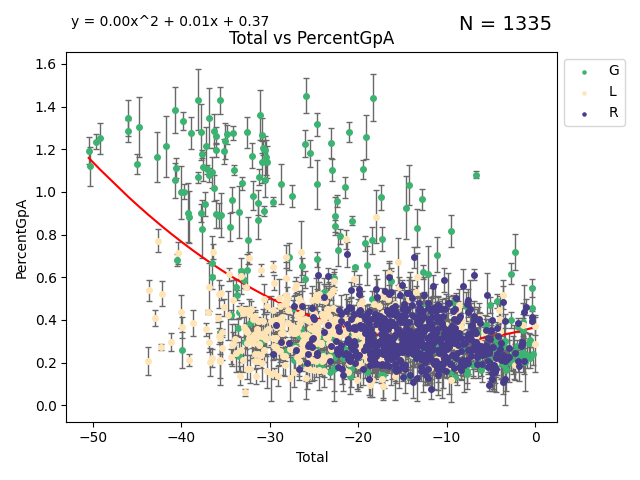 y = 0.00x^2 + 0.01x + 0.37
N = 1335
Total vs PercentGpA
G
L
R
1.6
1.4
1.2
1.0
0.8
0.6
0.4
0.2
0.0
PercentGpA
−50 −40 −30 −20 −10 0
Total